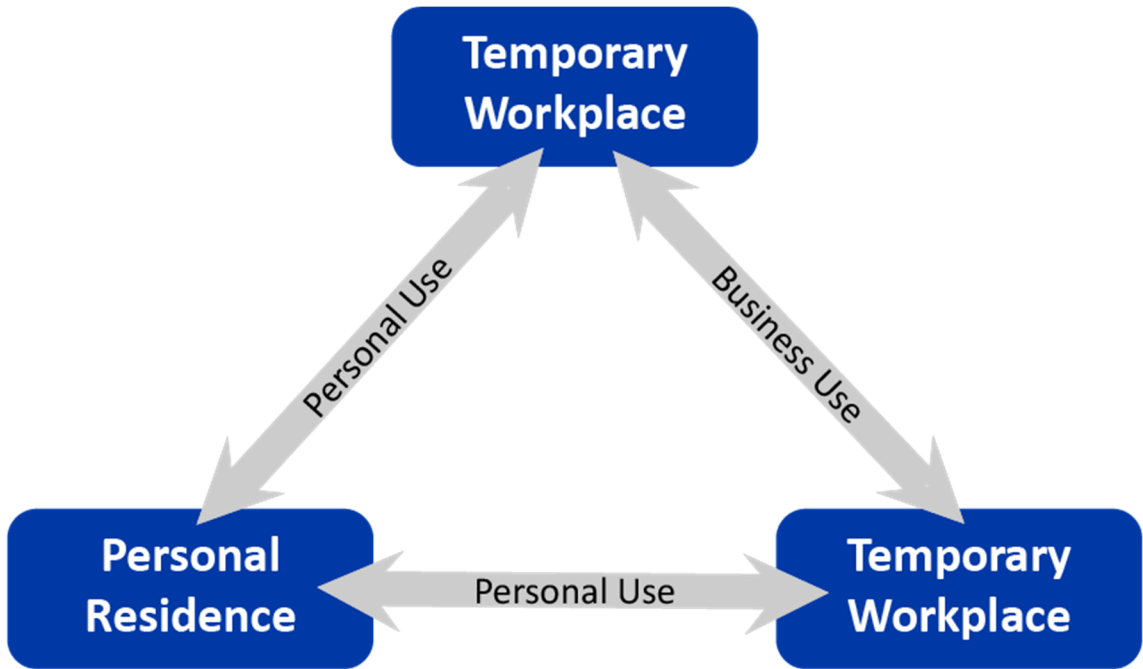 Temporary
Workplace
Personal Use
Business Use
Personal
Residence
Personal Use
Temporary
Workplace